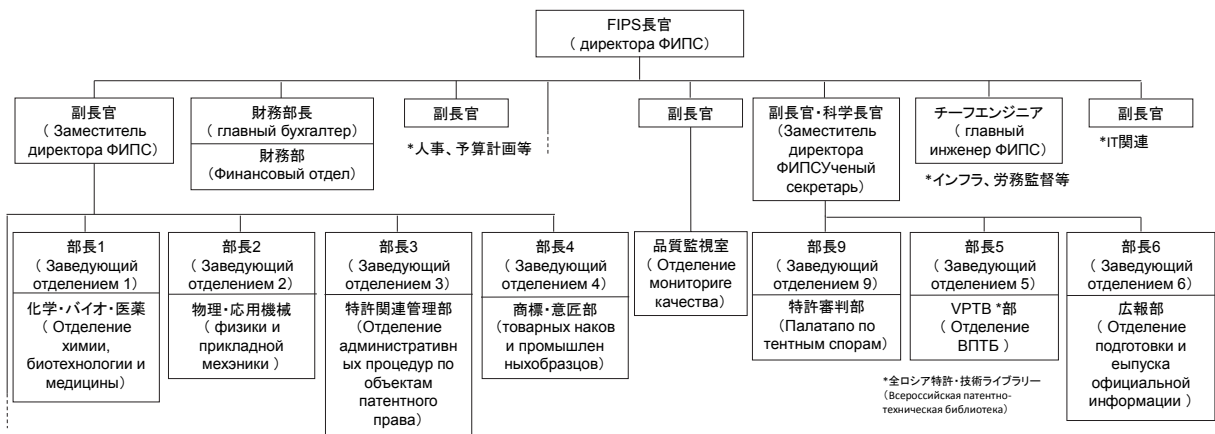 FIPS長官
（ директора ФИПС）
副長官
（ Заместитель
директора ФИПС）
財務部長
（ главный бухгалтер）
財務部
（Финансовый отдел）
副長官
*人事、予算計画等
副長官
副長官・科学長官
（Заместитель
директора
ФИПСУченый
секретарь）
チーフエンジニア
（ главный
инженер ФИПС）
*インフラ、労務監督等
副長官
*IT関連
部長1
（ Заведующий
отделением 1）
化学・バイオ・医薬
（ Отделение
химии,
биотехнологии и
медицины）
部長2
（ Заведующий
отделением 2）
物理・応用機械
（ физики и
прикладной
мехэники ）
部長3
（ Заведующий
отделением 3）
特許関連管理部
（Отделение
административн
ых процедур по
объектам
патентного
права）
部長4
（ Заведующий
отделением 4）
商標・意匠部
（товарных наков
и промышлен
ныхобразцов）
品質監視室
（ Отделение
мониториге
качества）
部長9
（ Заведующий
отделением 9）
特許審判部
（Палатапо по
тентным спорам）
部長5
（ Заведующий
отделением 5）
VPTB *部
（ Отделение
ВПТБ ）
*全ロシア特許・技術ライブラリー
（Всероссийская патентно-
техническая библиотека）
部長6
（ Заведующий
отделением 6）
広報部
（ Отделение
подготовки и
еыпуска
официальной
информации ）